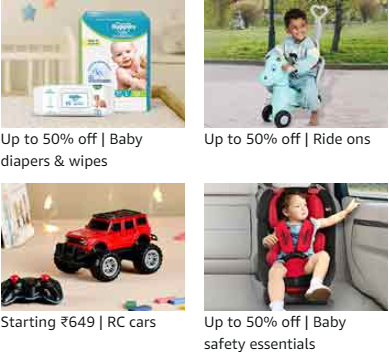 Up to 50% off | Baby
diapers & wipes
Up to 50% off | Ride ons
Starting ₹649 | RC cars
Up to 50% off | Baby
safety essentials